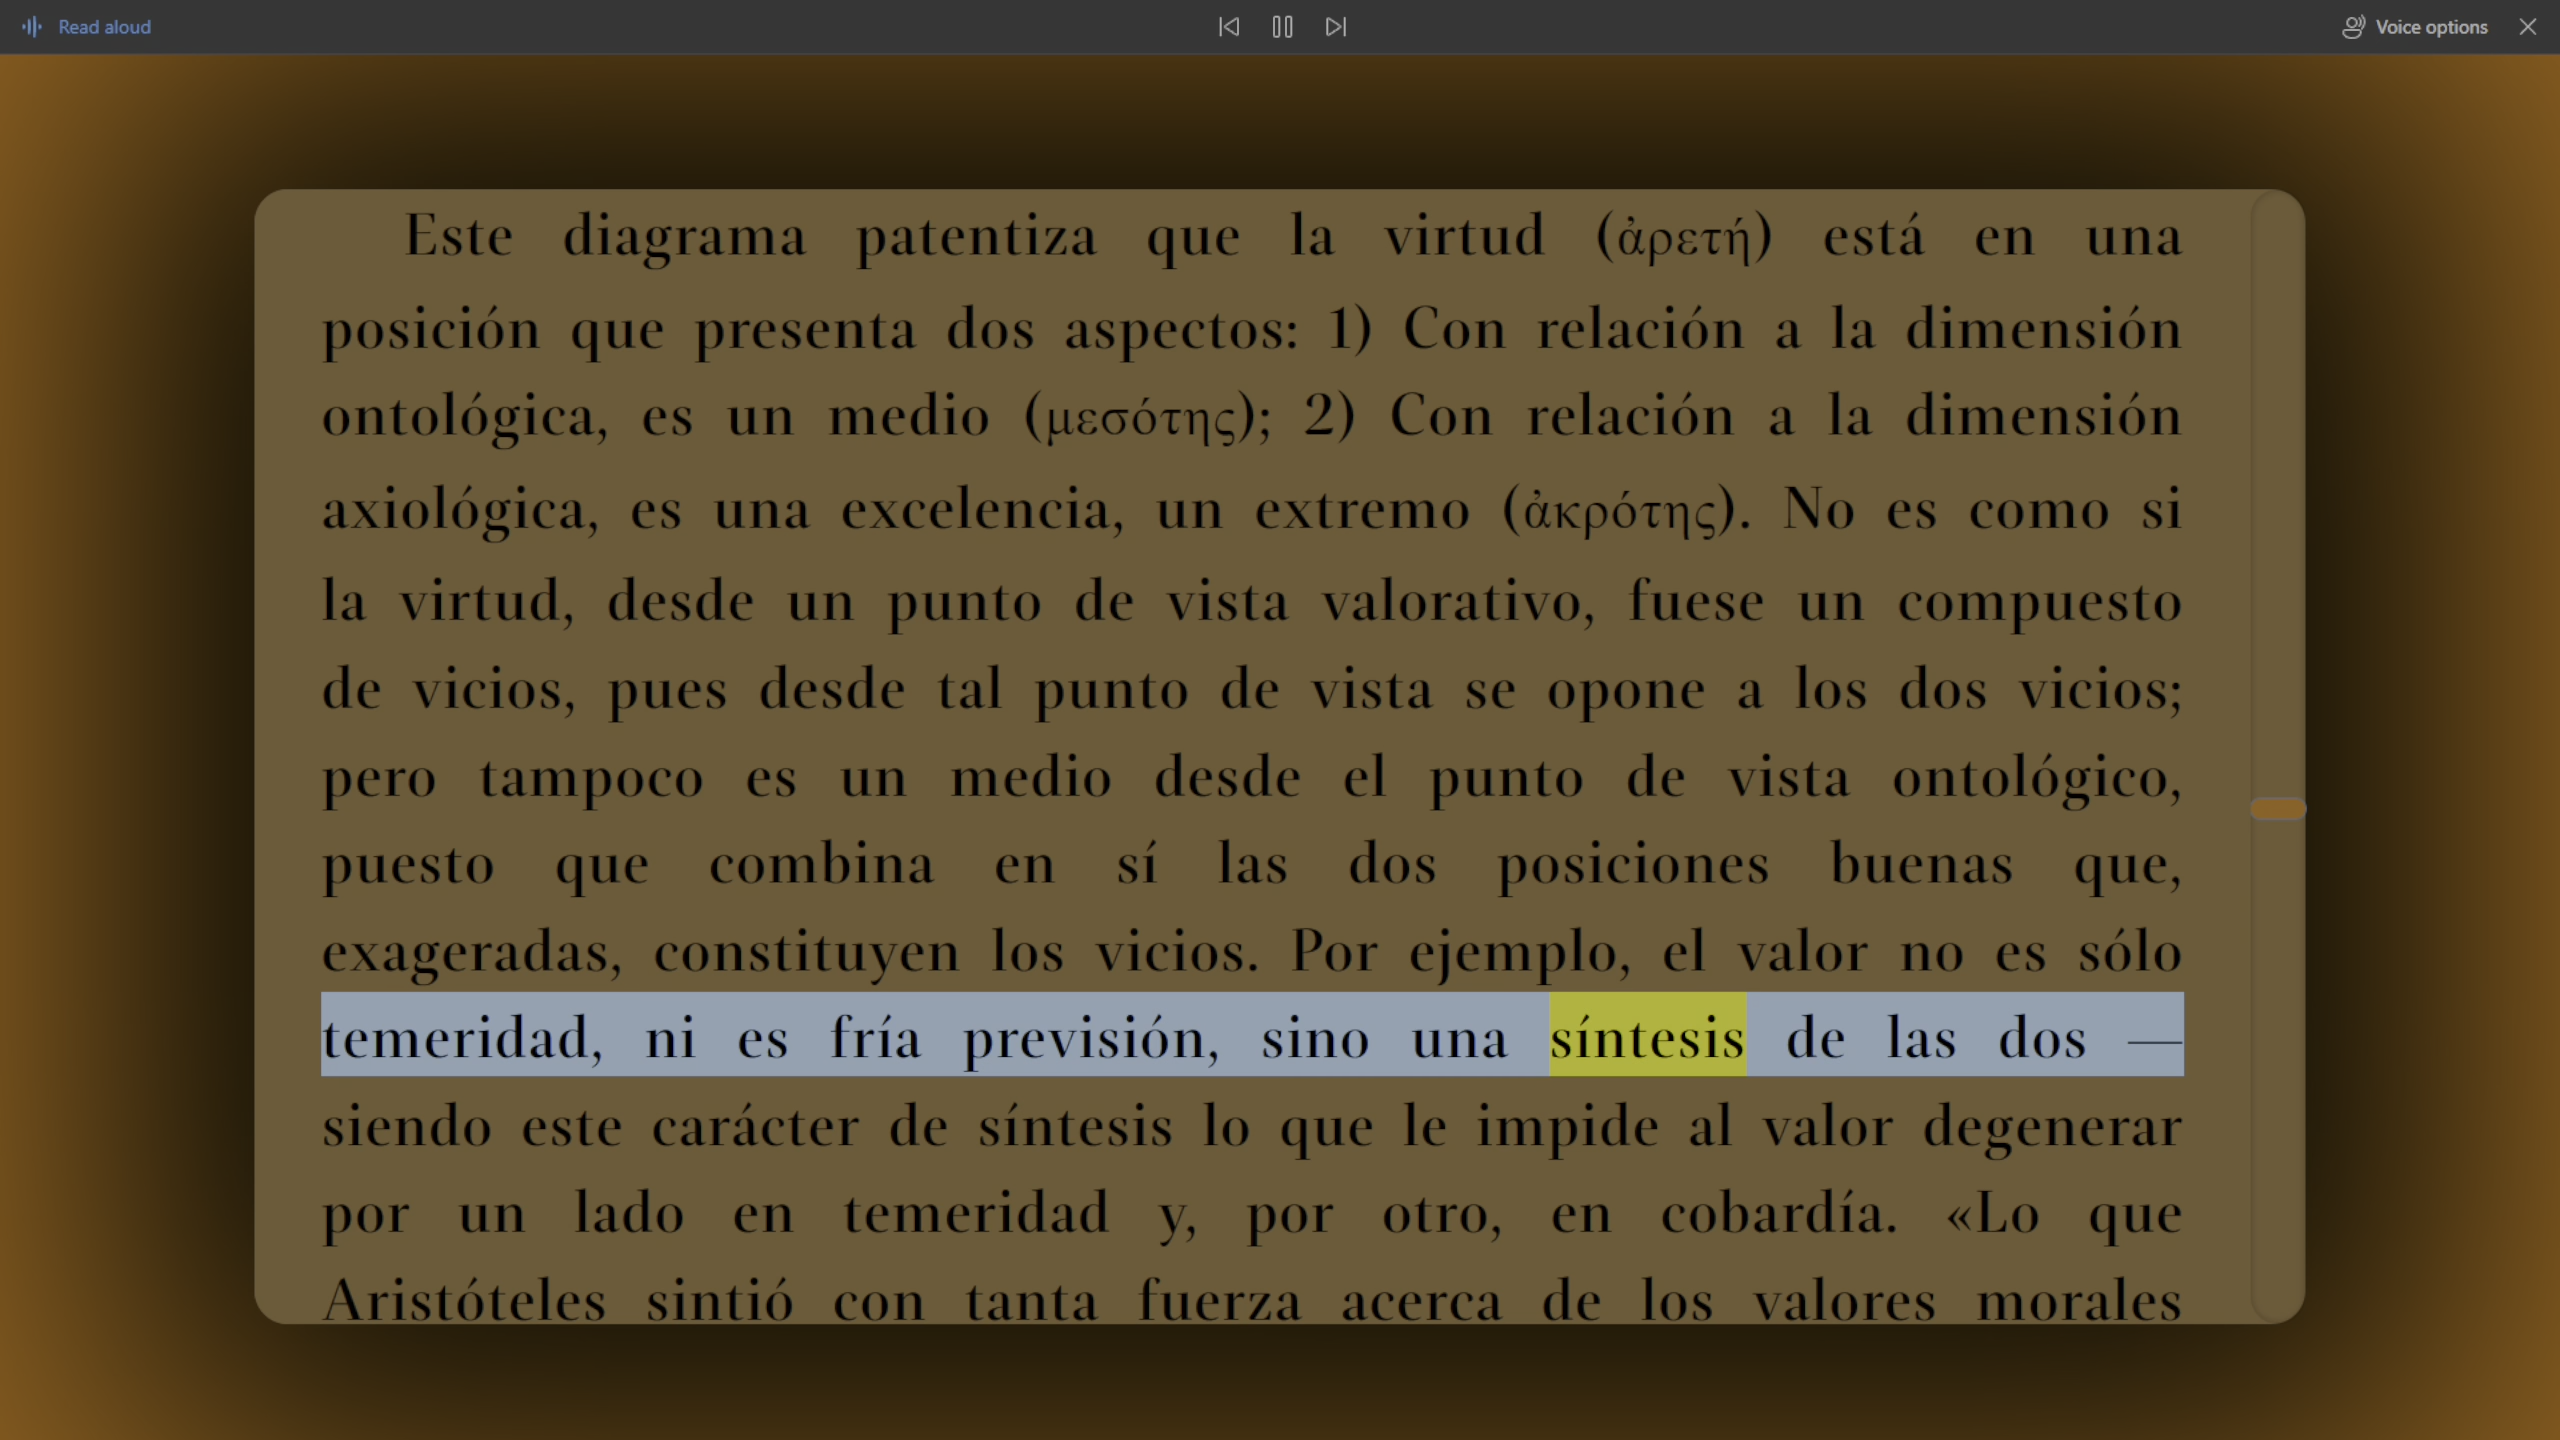 Read aloud
Voice options
Este diagrama patentiza que la virtud (ἀρετή) está en una
posición que presenta dos aspectos: 1) Con relación a la dimensión
ontológica, es un medio (μεσότης); 2) Con relación a la dimensión
axiológica, es una excelencia, un extremo (ἀκρότης). No es como si
la virtud, desde un punto de vista valorativo, fuese un compuesto
de vicios, pues desde tal punto de vista se opone a los dos vicios;
pero tampoco es un medio desde el punto de vista ontológico,
puesto que combina en sí las dos posiciones buenas que,
exageradas, constituyen los vicios. Por ejemplo, el valor no es sólo
temeridad, ni es fría previsión, sino una síntesis de las dos —
siendo este carácter de síntesis lo que le impide al valor degenerar
por un lado en temeridad y, por otro, en cobardía. «Lo que
Aristóteles sintió con tanta fuerza acerca de los valores morales